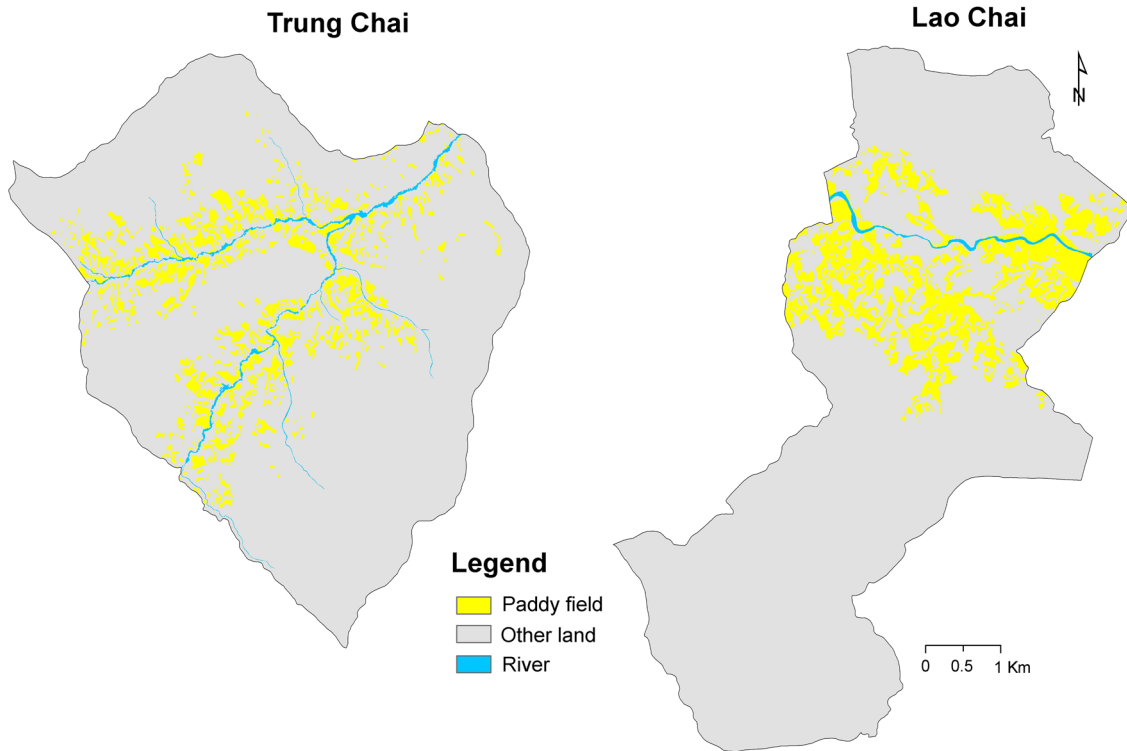 Trung Chai
Lao Chai
N
Legend
Paddy field
Other land
River
0 0.5 1 Km